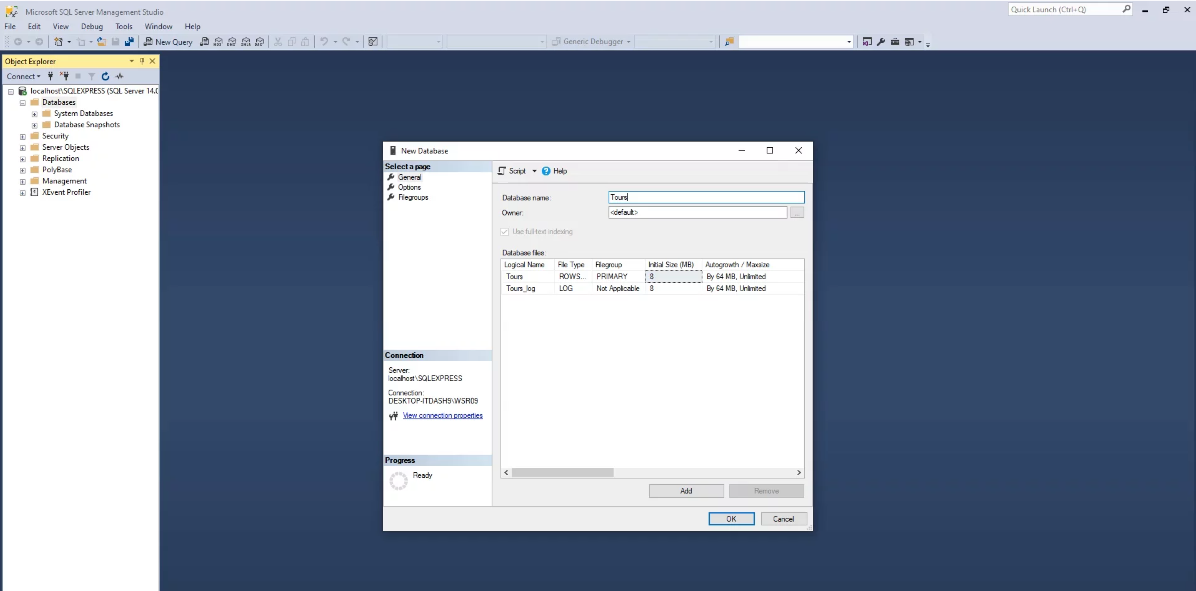 Microsoft SQL Server Management Studio
Quick Launch (Ctrl+Q)
File Edit View Debug Tools Window Help
New Query
Generic Debugger
Object Explorer
Connect
localhost\SQLEXPRESS (SQL Server 14.0
Databases
System Databases
Database Snapshots
Security
Server Objects
Replication
PolyBase
Management
XEvent Profiler
New Database
Select a page
General
Options
Filegroups
Script Help
Database name: Tours
Owner: <default> ...
Use full-text indexing
Database files:
Logical Name File Type Filegroup Initial Size (MB) Autogrowth / Maxsize
Tours ROWS... PRIMARY 8 By 64 MB, Unlimited
Tours_log LOG Not Applicable 8 By 64 MB, Unlimited
Connection
Server:
localhost\SQLEXPRESS
Connection:
DESKTOP-ITDASH9\WSR09
View connection properties
Progress
Ready
Add Remove
OK Cancel